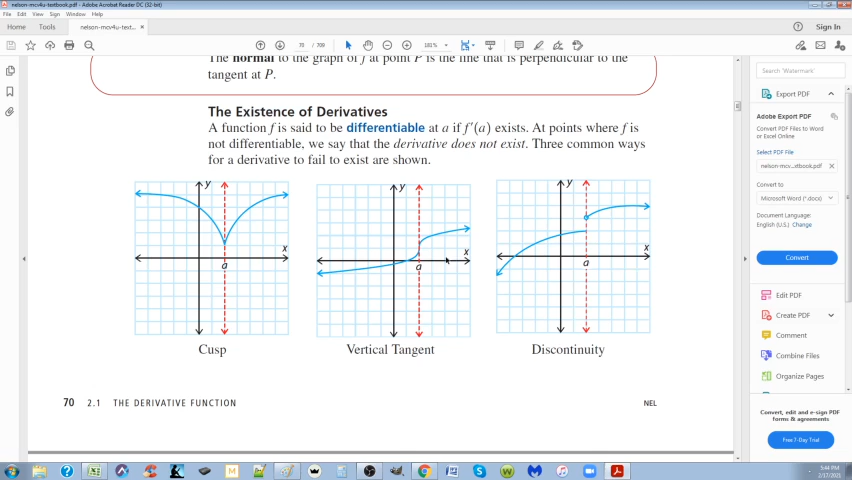 nelson-mcv4u-textbook.pdf - Adobe Acrobat Reader DC (32-bit)
File Edit View Sign Window Help
Home Tools nelson-mcv4u-text... ×
Sign In
70 / 709
181%
The normal to the graph of f at point P is the line that is perpendicular to the
tangent at P.
The Existence of Derivatives
A function f is said to be differentiable at a if f′(a) exists. At points where f is
not differentiable, we say that the derivative does not exist. Three common ways
for a derivative to fail to exist are shown.
y
x
a
Cusp
y
x
a
Vertical Tangent
y
x
a
Discontinuity
70 2.1 THE DERIVATIVE FUNCTION
NEL
Search 'Watermark'
Export PDF
Adobe Export PDF
Convert PDF Files to Word
or Excel Online
Select PDF File
nelson-mcv...stbook.pdf ×
Convert to
Microsoft Word (*.docx)
Document Language:
English (U.S.) Change
Convert
Edit PDF
Create PDF
Comment
Combine Files
Organize Pages
Convert, edit and e-sign PDF
forms & agreements
Free 7-Day Trial
5:44 PM
2/17/2021